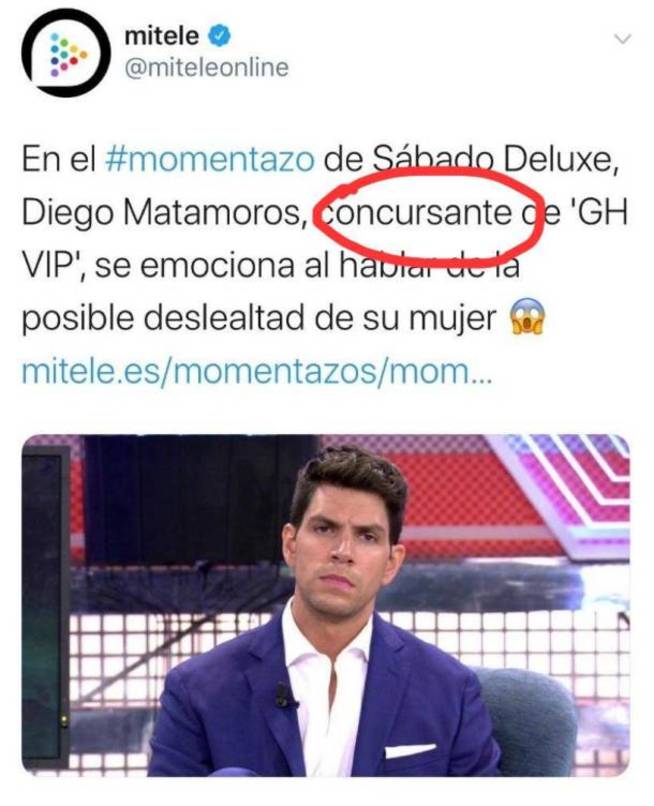 mitele
@miteleonline
En el #momentazo de Sábado Deluxe,
Diego Matamoros, concursante de 'GH
VIP', se emociona al hablar de la
posible deslealtad de su mujer 😱
mitele.es/momentazos/mom...